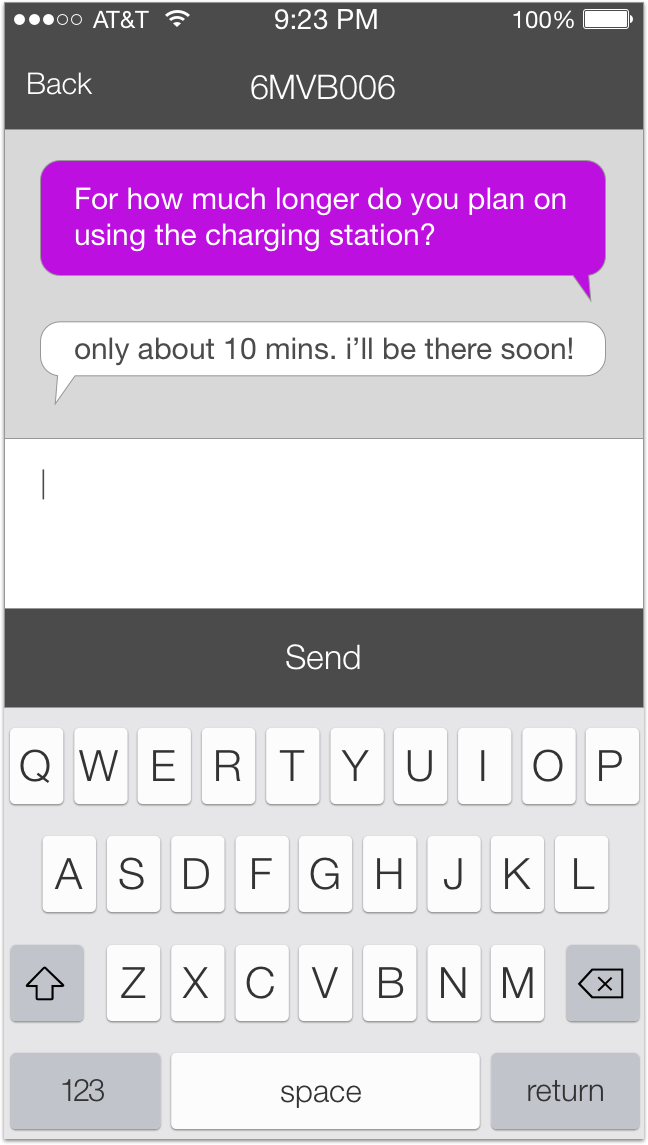 AT&T 9:23 PM 100%
Back 6MVB006
For how much longer do you plan on
using the charging station?
only about 10 mins. i’ll be there soon!
Send
Q W E R T Y U I O P
A S D F G H J K L
Z X C V B N M
123 space return